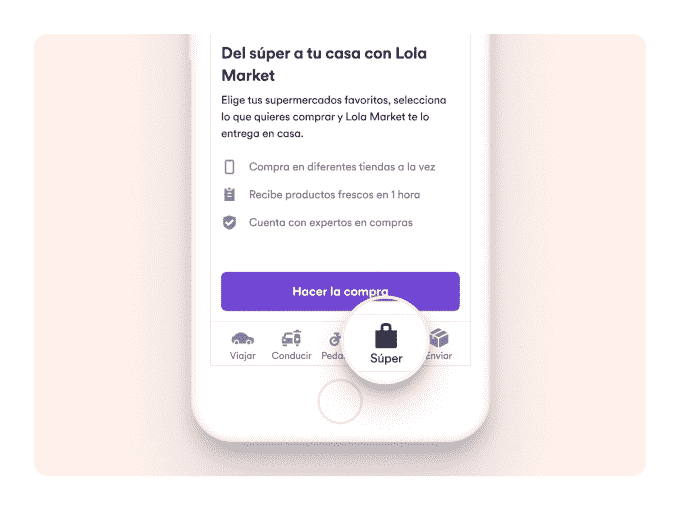 Del súper a tu casa con Lola
Market
Elige tus supermercados favoritos, selecciona
lo que quieres comprar y Lola Market te lo
entrega en casa.
Compra en diferentes tiendas a la vez
Recibe productos frescos en 1 hora
Cuenta con expertos en compras
Hacer la compra
Viajar Conducir Súper Enviar